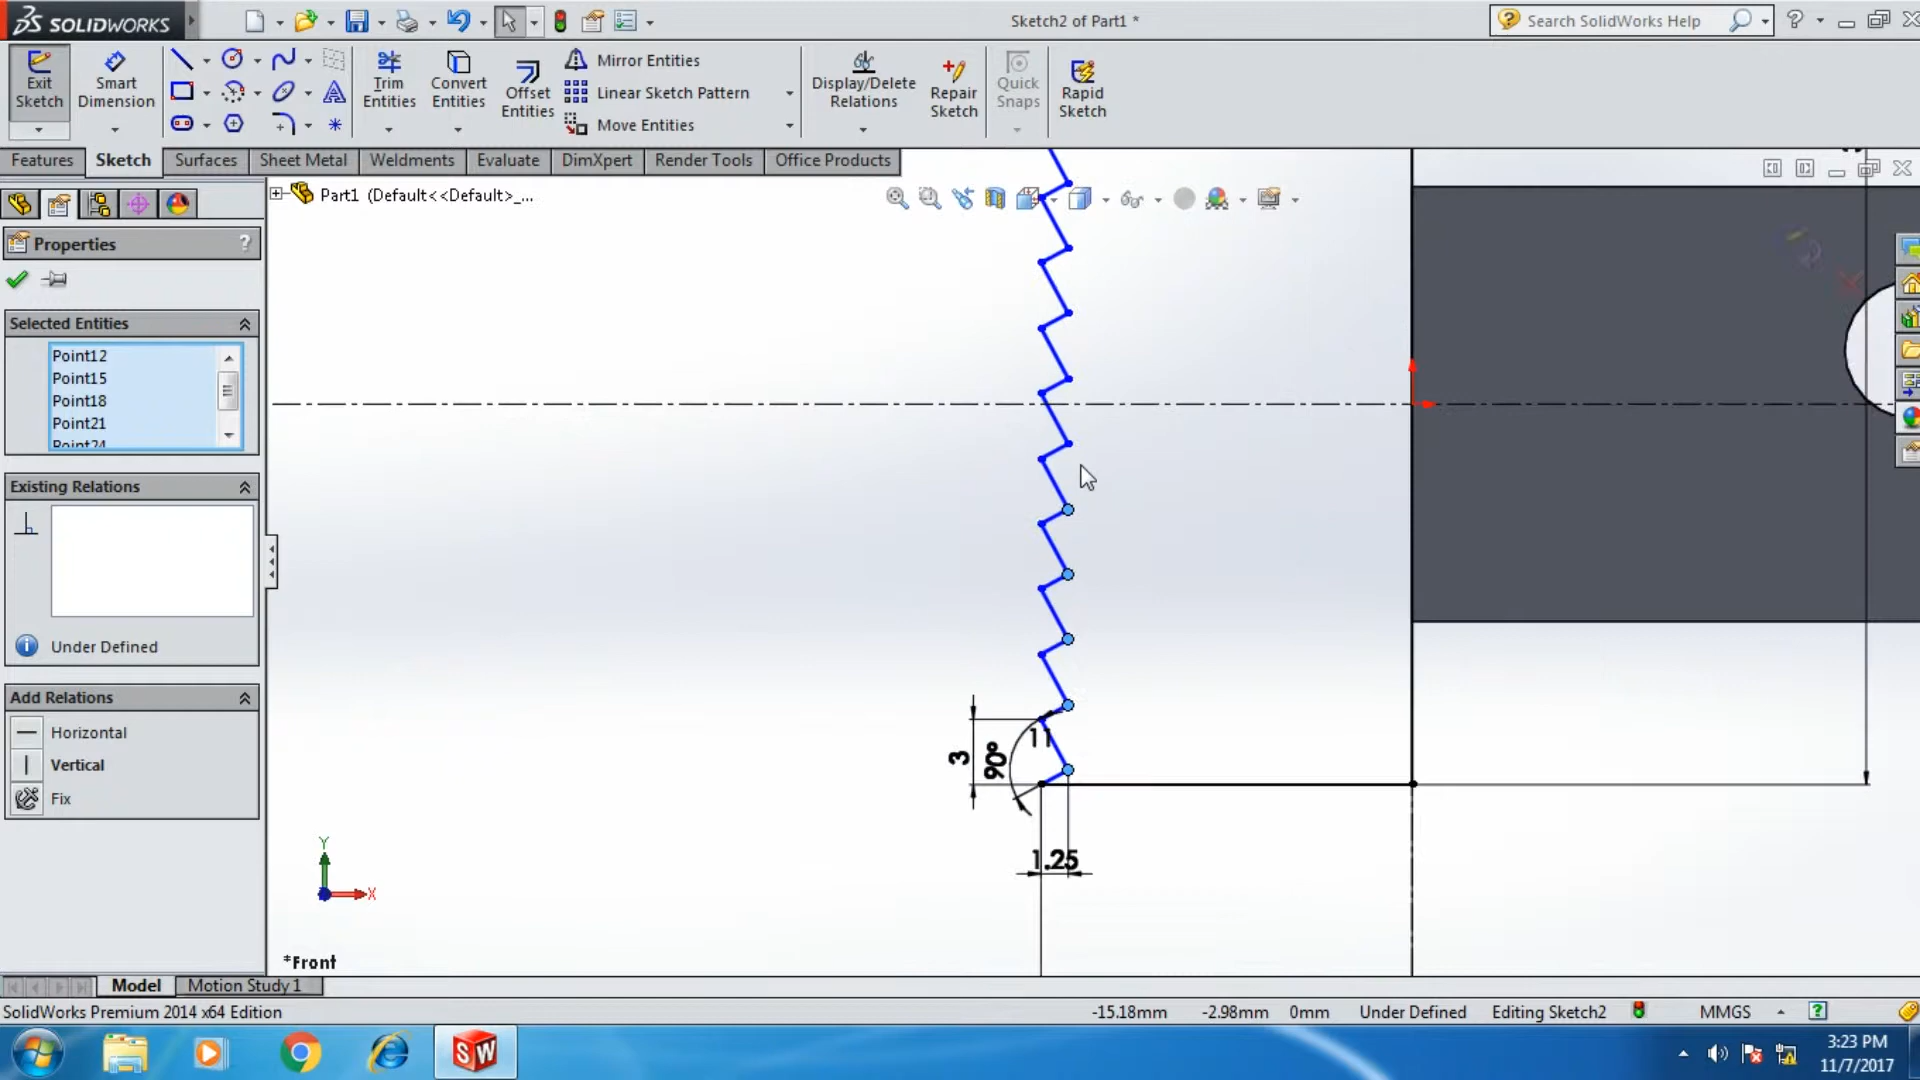 SOLIDWORKS
Sketch2 of Part1 *
Search SolidWorks Help
Exit Sketch
Smart Dimension
Trim Entities
Convert Entities
Offset Entities
Mirror Entities
Linear Sketch Pattern
Move Entities
Display/Delete Relations
Repair Sketch
Quick Snaps
Rapid Sketch
Features
Sketch
Surfaces
Sheet Metal
Weldments
Evaluate
DimXpert
Render Tools
Office Products
Part1 (Default<<Default>_...
Properties
?
Selected Entities
Point12
Point15
Point18
Point21
Point24
Existing Relations
Under Defined
Add Relations
Horizontal
Vertical
Fix
3
90°
11
1.25
Y
X
*Front
Model
Motion Study 1
SolidWorks Premium 2014 x64 Edition
-15.18mm
-2.98mm
0mm
Under Defined
Editing Sketch2
MMGS
?
SW
3:23 PM
11/7/2017